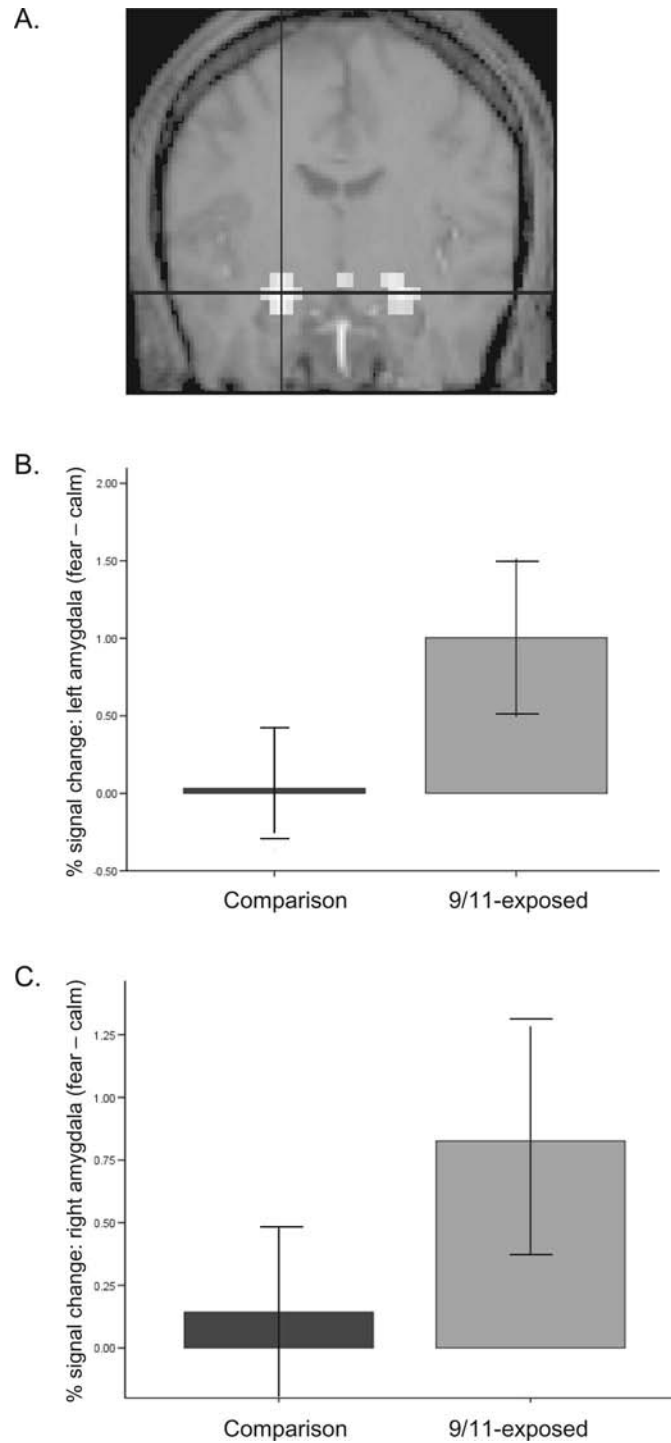 A.
B.
% signal change: left amygdala (fear – calm)
2.00
1.50
1.00
0.50
0.00
-0.50
Comparison 9/11-exposed
C.
% signal change: right amygdala (fear – calm)
1.25
1.00
0.75
0.50
0.25
0.00
Comparison 9/11-exposed